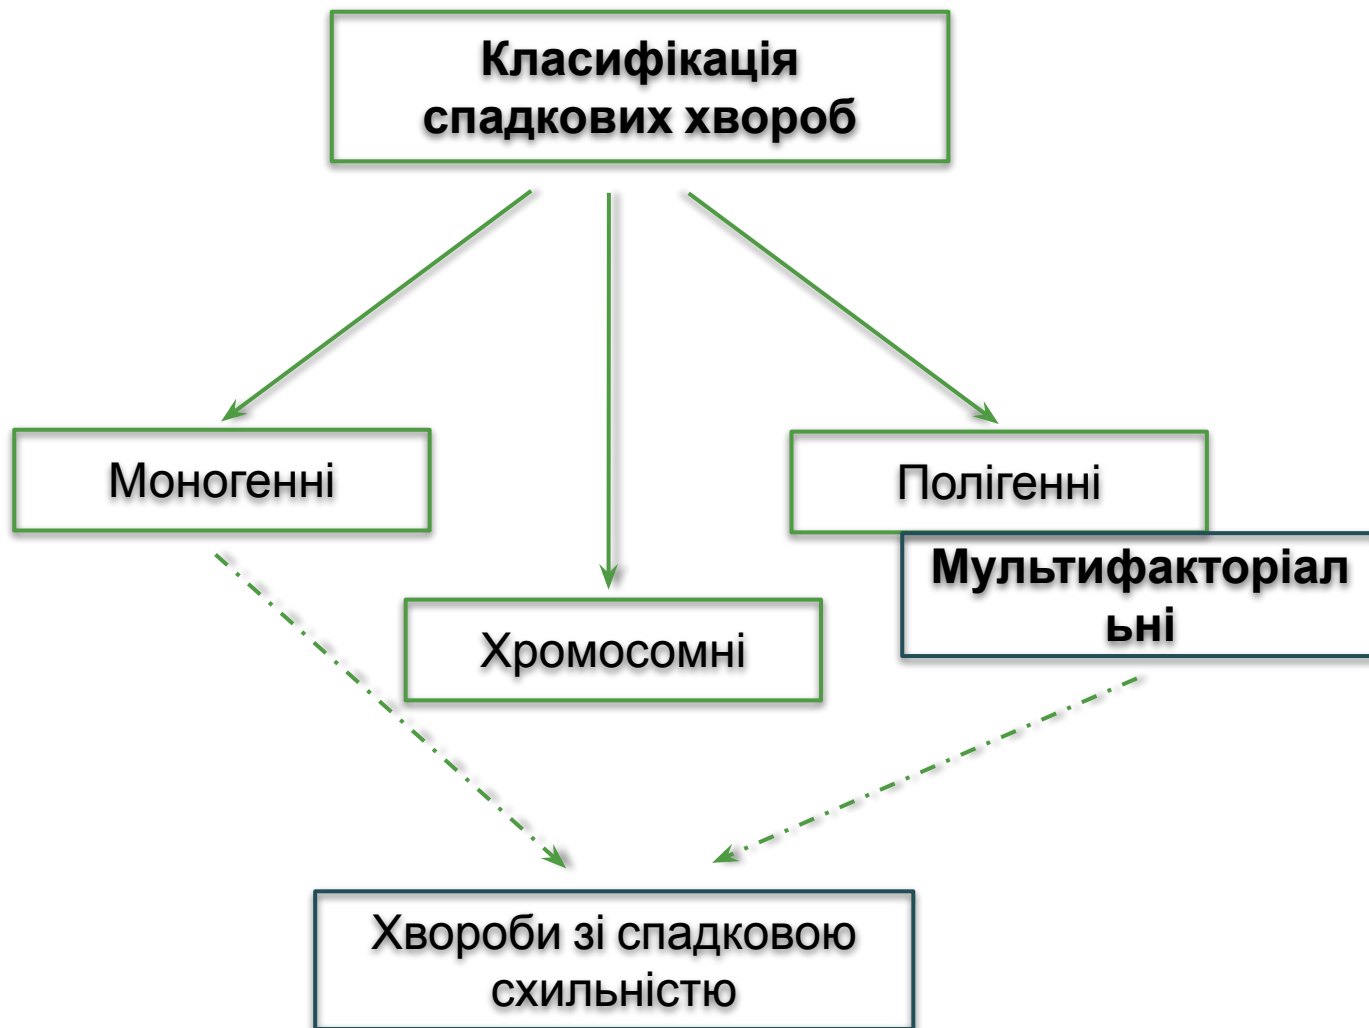 Класифікація
спадкових хвороб
Моногенні
Полігенні
Мультифакторіал
ьні
Хромосомні
Хвороби зі спадковою
схильністю